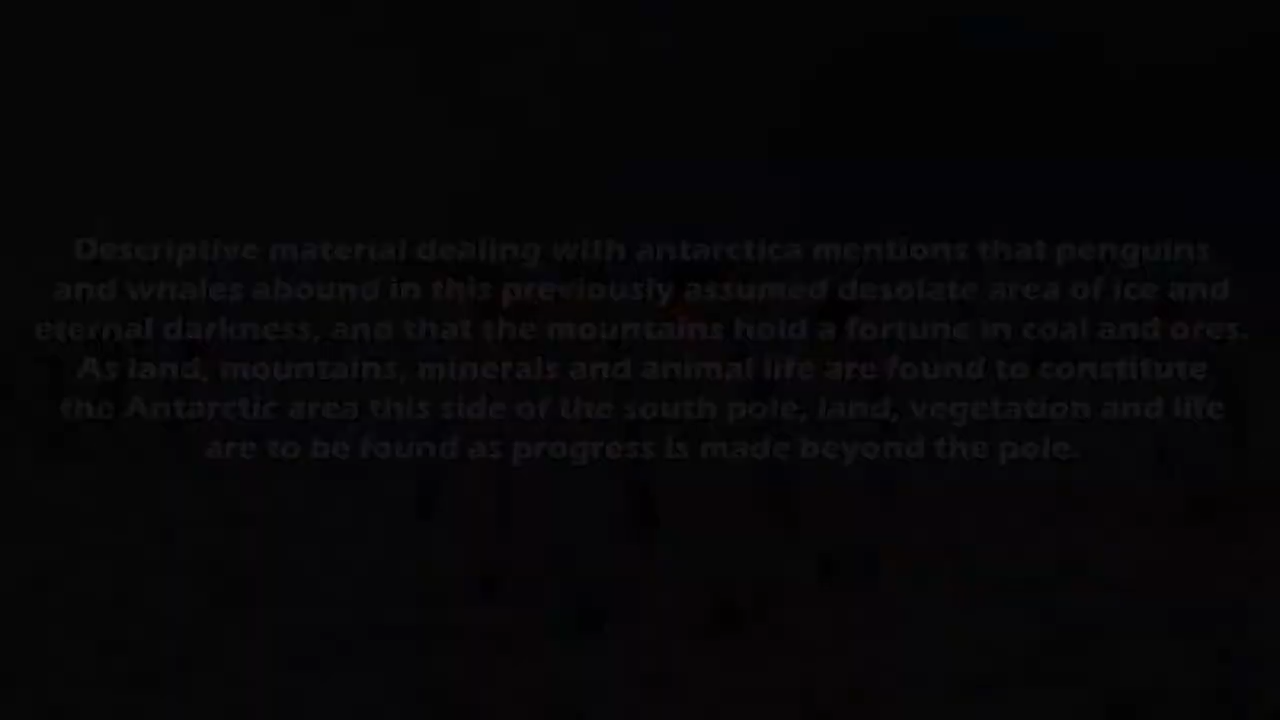 Descriptive material dealing with antarctica mentions that penguins
and whales abound in this previously assumed desolate area of ice and
eternal darkness, and that the mountains hold a fortune in coal and ores.
As land, mountains, minerals and animal life are found to constitute
the Antarctic area this side of the south pole, land, vegetation and life
are to be found as progress is made beyond the pole.